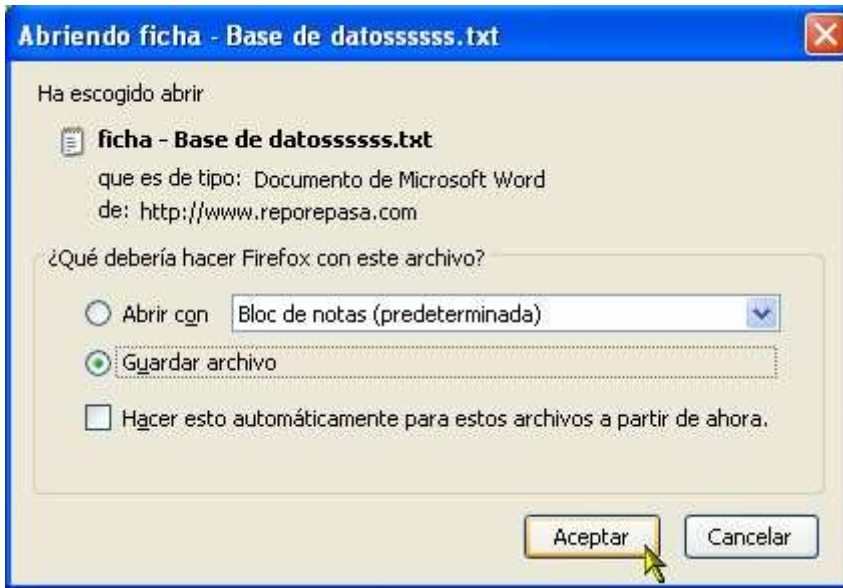 Abriendo ficha - Base de datossssss.txt
Ha escogido abrir
ficha - Base de datossssss.txt
que es de tipo: Documento de Microsoft Word
de: http://www.reporepasa.com
¿Qué debería hacer Firefox con este archivo?
Abrir con Bloc de notas (predeterminada)
Guardar archivo
Hacer esto automáticamente para estos archivos a partir de ahora.
Aceptar Cancelar